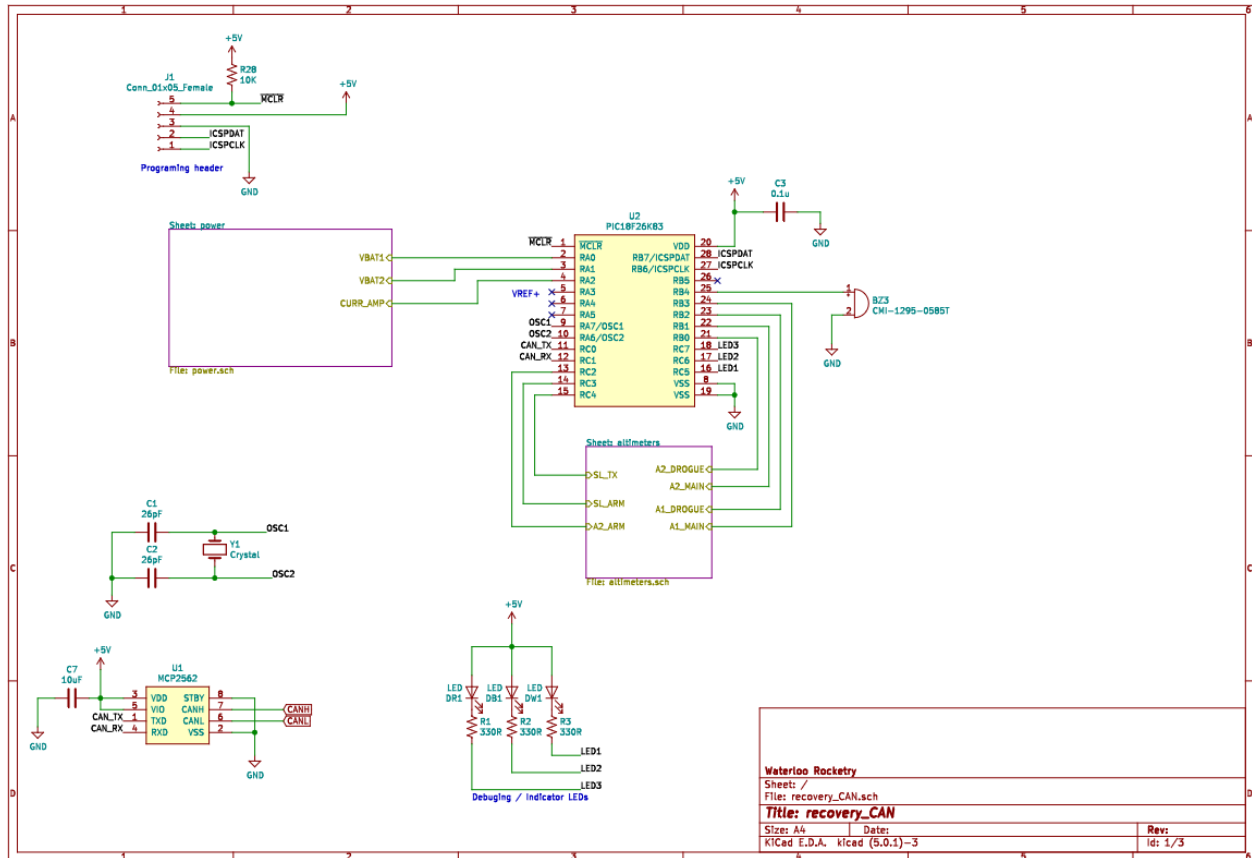 1 2 3 4 5 6
A
B
C
D
A
B
C
D
+5V
R28
10K
J1
Conn_01x05_Female
5
4
3
2
1
MCLR
+5V
ICSPDAT
ICSPCLK
GND
Programing header
Sheet: power
VBAT1
VBAT2
CURR_AMP
File: power.sch
+5V
C3
0.1u
GND
U2
PIC18F26K83
MCLR 1 MCLR
2 RA0
3 RA1
4 RA2
VREF+ 5 RA3
6 RA4
7 RA5
OSC1 9 RA7/OSC1
OSC2 10 RA6/OSC2
CAN_TX 11 RC0
CAN_RX 12 RC1
13 RC2
14 RC3
15 RC4
VDD 20
RB7/ICSPDAT 28 ICSPDAT
RB6/ICSPCLK 27 ICSPCLK
RB5 26
RB4 25
RB3 24
RB2 23
RB1 22
RB0 21
RC7 18 LED3
RC6 17 LED2
RC5 16 LED1
VSS 8
VSS 19
GND
1
2
BZ3
CMI-1295-0585T
GND
Sheet: altimeters
SL_TX
SL_ARM
A2_ARM
A2_DROGUE
A2_MAIN
A1_DROGUE
A1_MAIN
File: altimeters.sch
C1
26pF
C2
26pF
OSC1
Y1
Crystal
OSC2
GND
+5V
C7
10uF
GND
U1
MCP2562
3 VDD
5 VIO
CAN_TX 1 TXD
CAN_RX 4 RXD
STBY 8
CANH 7 CANH
CANL 6 CANL
VSS 2
GND
+5V
LED
DR1
LED
DB1
LED
DW1
R1
330R
R2
330R
R3
330R
LED1
LED2
LED3
Debuging / Indicator LEDs
Waterloo Rocketry
Sheet: /
File: recovery_CAN.sch
Title: recovery_CAN
Size: A4 Date: Rev:
KiCad E.D.A. kicad (5.0.1)-3 Id: 1/3
1 2 3 4 5 6